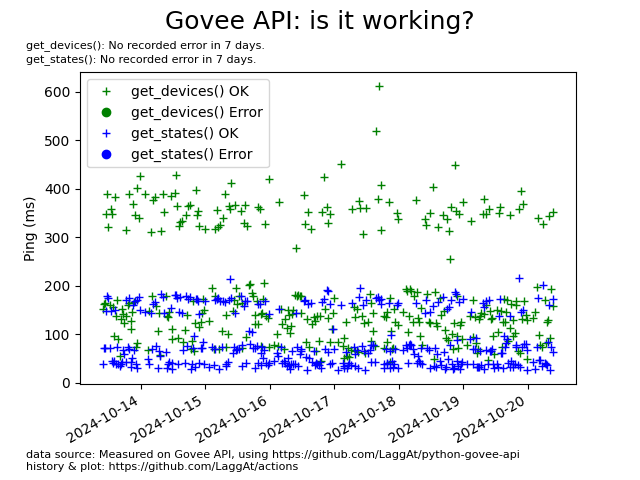 Govee API: is it working?
get_devices(): No recorded error in 7 days.
get_states(): No recorded error in 7 days.
get_devices() OK
get_devices() Error
get_states() OK
get_states() Error
Ping (ms)
600
500
400
300
200
100
0
2024-10-14
2024-10-15
2024-10-16
2024-10-17
2024-10-18
2024-10-19
2024-10-20
data source: Measured on Govee API, using https://github.com/LaggAt/python-govee-api
history & plot: https://github.com/LaggAt/actions